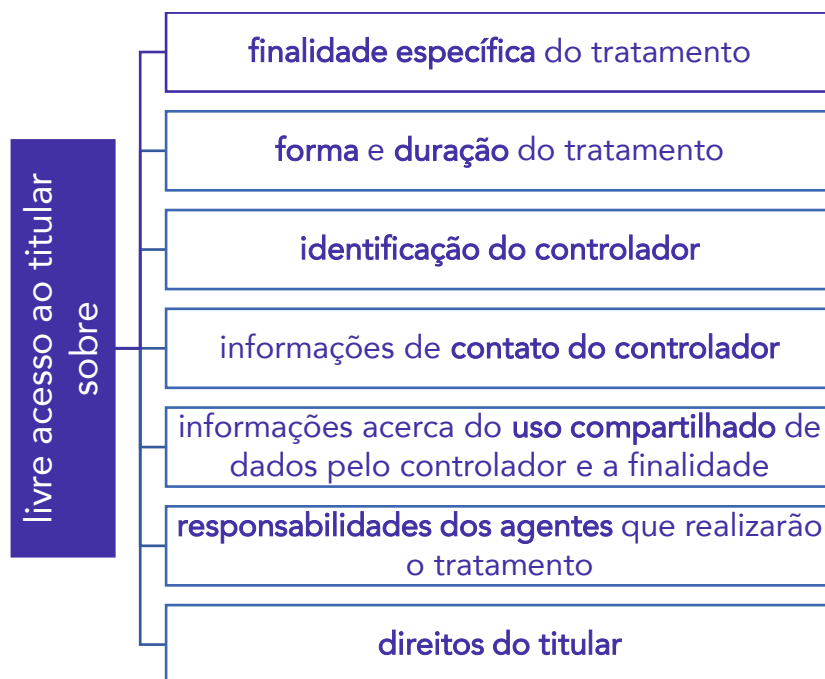 livre acesso ao titular
sobre
finalidade específica do tratamento
forma e duração do tratamento
identificação do controlador
informações de contato do controlador
informações acerca do uso compartilhado de
dados pelo controlador e a finalidade
responsabilidades dos agentes que realizarão
o tratamento
direitos do titular